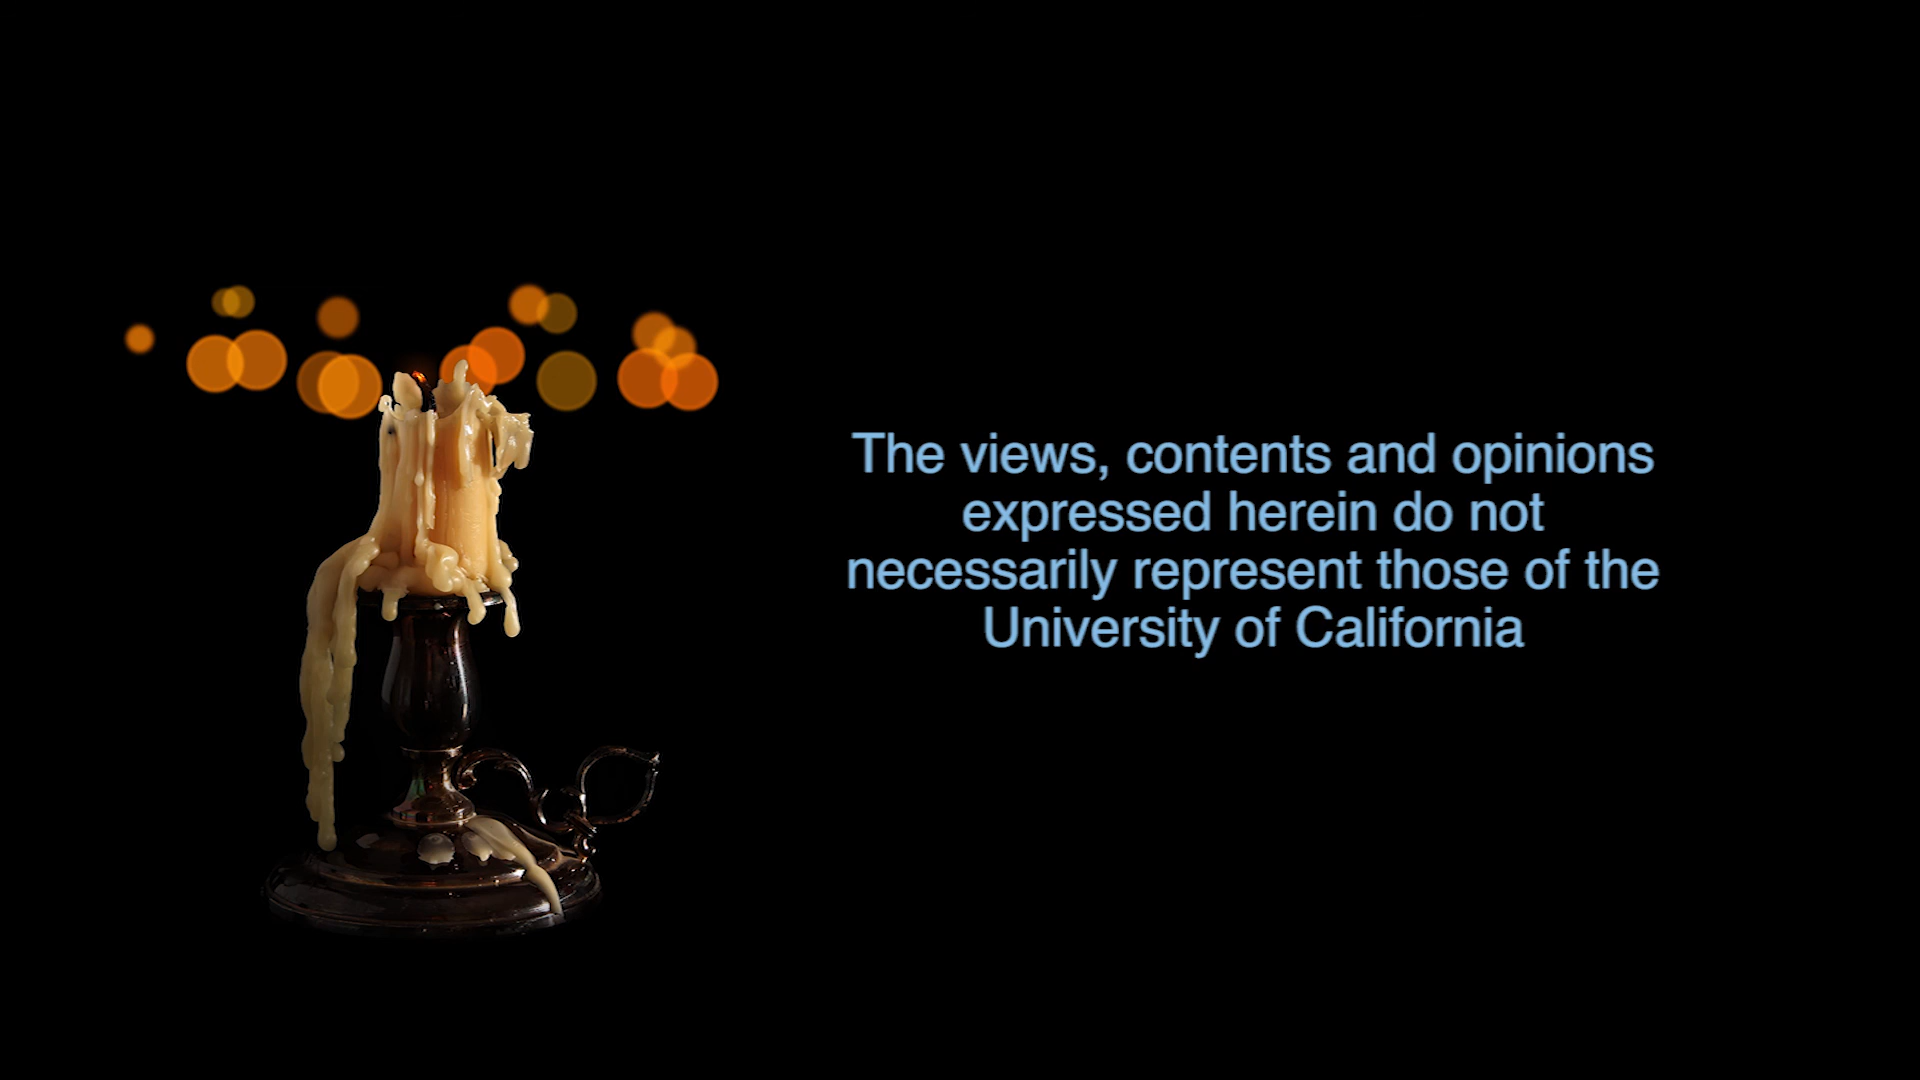 The views, contents and opinions
expressed herein do not
necessarily represent those of the
University of California